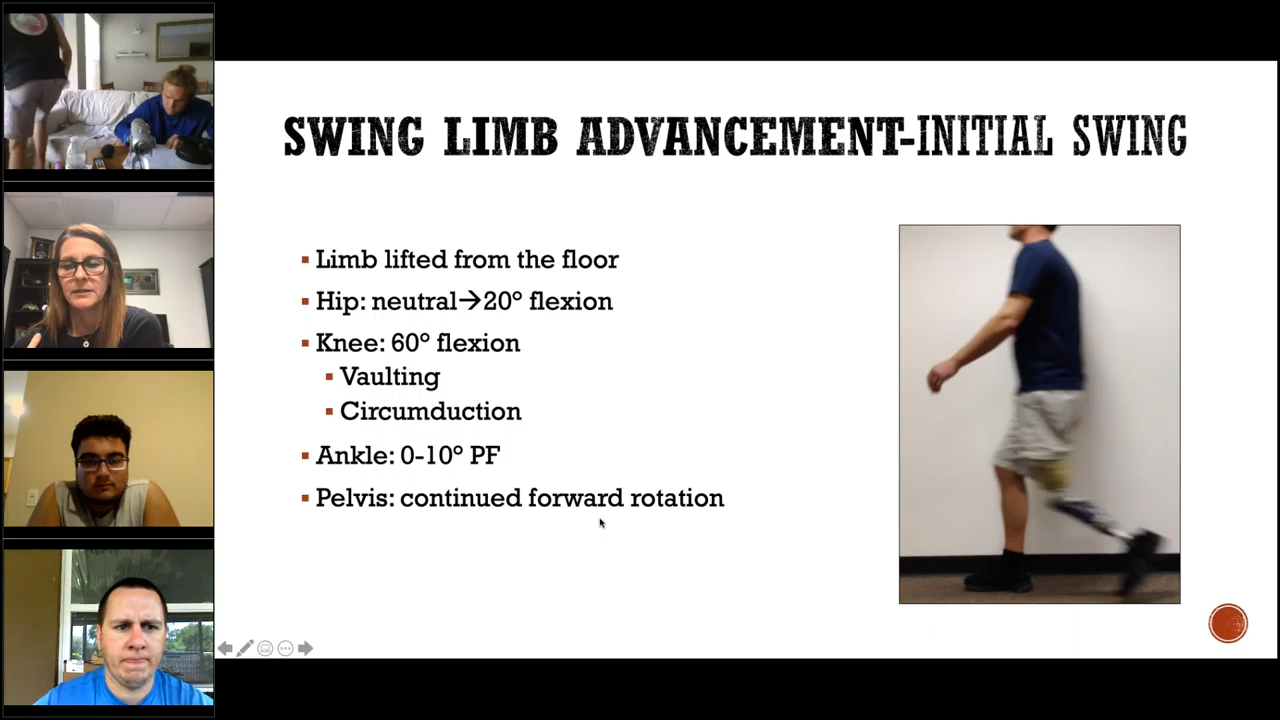 SWING LIMB ADVANCEMENT-INITIAL SWING
▪ Limb lifted from the floor
▪ Hip: neutral→20° flexion
▪ Knee: 60° flexion
▪ Vaulting
▪ Circumduction
▪ Ankle: 0-10° PF
▪ Pelvis: continued forward rotation